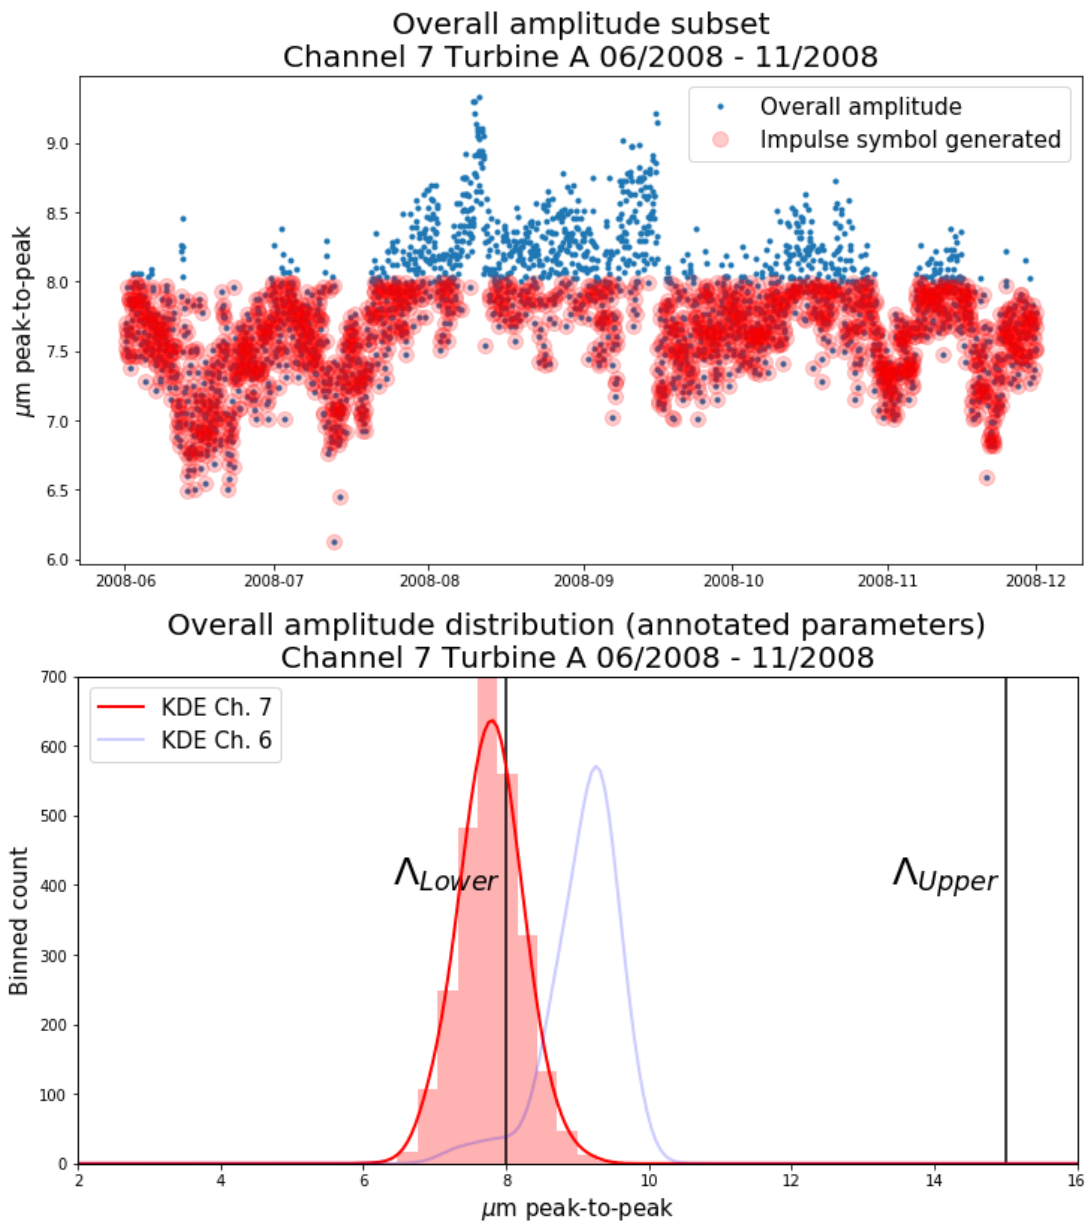 Overall amplitude subset
Channel 7 Turbine A 06/2008 - 11/2008
Overall amplitude
Impulse symbol generated
μm peak-to-peak
9.0
8.5
8.0
7.5
7.0
6.5
6.0
2008-06 2008-07 2008-08 2008-09 2008-10 2008-11 2008-12
Overall amplitude distribution (annotated parameters)
Channel 7 Turbine A 06/2008 - 11/2008
KDE Ch. 7
KDE Ch. 6
Binned count
700
600
500
400
300
200
100
0
Λ_Lower Λ_Upper
2 4 6 8 10 12 14 16
μm peak-to-peak